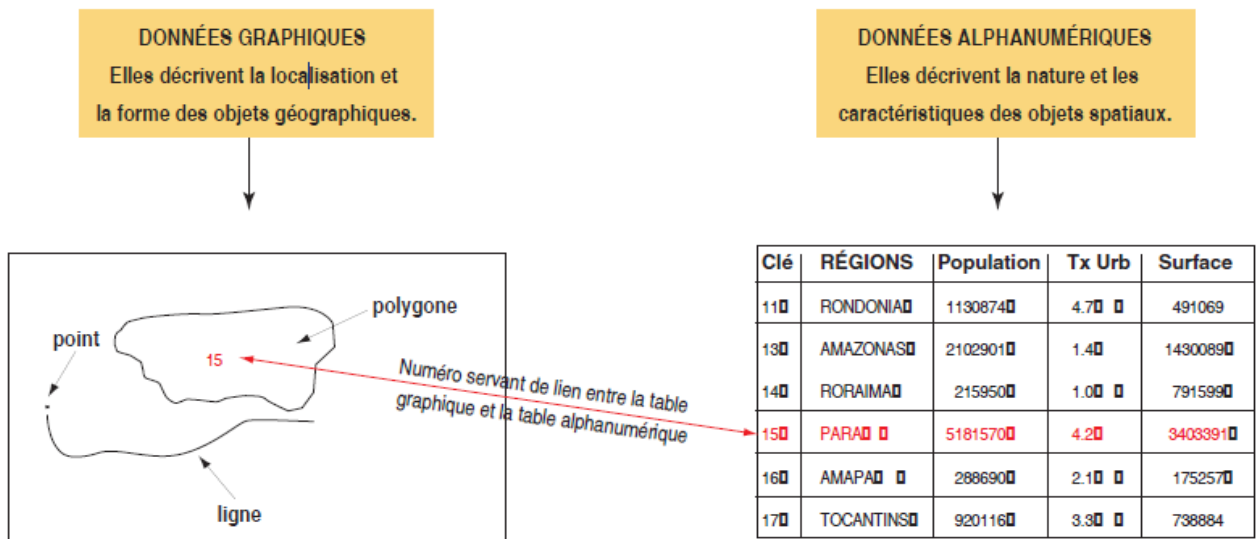 DONNÉES GRAPHIQUES
Elles décrivent la localisation et
la forme des objets géographiques.
DONNÉES ALPHANUMÉRIQUES
Elles décrivent la nature et les
caractéristiques des objets spatiaux.
polygone
point
15
ligne
Numéro servant de lien entre la table
graphique et la table alphanumérique
Clé RÉGIONS Population Tx Urb Surface
11 RONDONIA 1130874 4.7 491069
13 AMAZONAS 2102901 1.4 1430089
14 RORAIMA 215950 1.0 791599
15 PARA 5181570 4.2 3403391
16 AMAPA 288690 2.1 175257
17 TOCANTINS 920116 3.3 738884